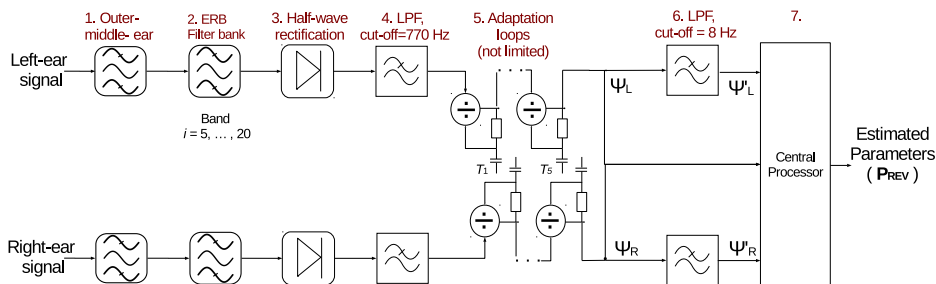 1. Outer-
middle- ear
2. ERB
Filter bank
3. Half-wave
rectification
4. LPF,
cut-off=770 Hz
5. Adaptation
loops
(not limited)
6. LPF,
cut-off = 8 Hz
7.
Left-ear
signal
Band
i = 5, … , 20
T1
T5
ΨL
Ψ'L
Central
Processor
Estimated
Parameters
( PREV )
Right-ear
signal
ΨR
Ψ'R